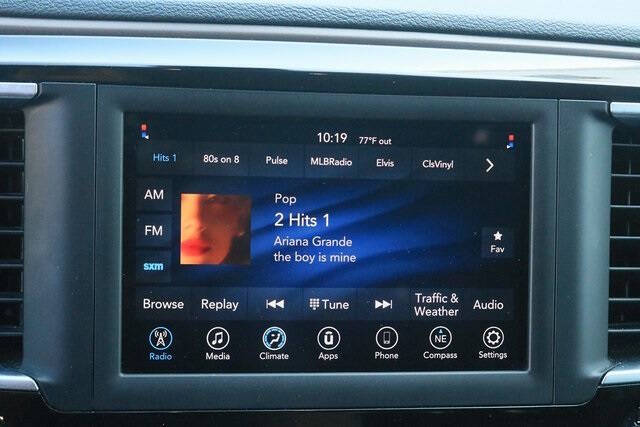 10:19 77°F out
Hits 1 80s on 8 Pulse MLBRadio Elvis ClsVinyl
AM
FM
sxm
Pop
2 Hits 1
Ariana Grande
the boy is mine
Fav
Browse Replay Tune Traffic & Weather Audio
NE
Radio Media Climate Apps Phone Compass Settings